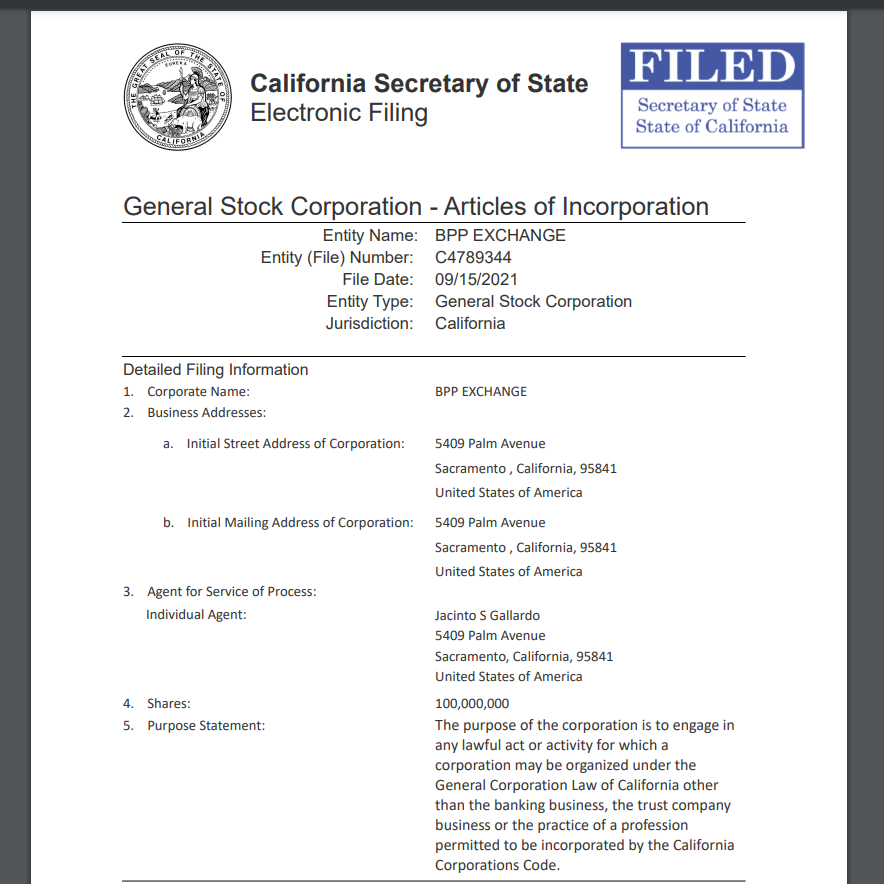 THE GREAT SEAL OF THE STATE OF CALIFORNIA
EUREKA
California Secretary of State
Electronic Filing
FILED
Secretary of State
State of California
General Stock Corporation - Articles of Incorporation
Entity Name: BPP EXCHANGE
Entity (File) Number: C4789344
File Date: 09/15/2021
Entity Type: General Stock Corporation
Jurisdiction: California
Detailed Filing Information
1. Corporate Name: BPP EXCHANGE
2. Business Addresses:
a. Initial Street Address of Corporation: 5409 Palm Avenue
Sacramento , California, 95841
United States of America
b. Initial Mailing Address of Corporation: 5409 Palm Avenue
Sacramento , California, 95841
United States of America
3. Agent for Service of Process:
Individual Agent: Jacinto S Gallardo
5409 Palm Avenue
Sacramento, California, 95841
United States of America
4. Shares: 100,000,000
5. Purpose Statement: The purpose of the corporation is to engage in
any lawful act or activity for which a
corporation may be organized under the
General Corporation Law of California other
than the banking business, the trust company
business or the practice of a profession
permitted to be incorporated by the California
Corporations Code.